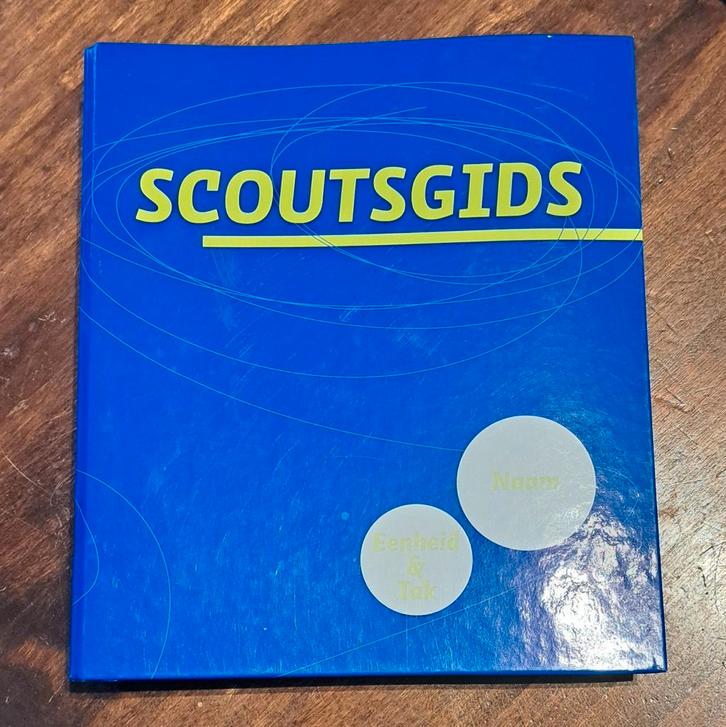 SCOUTSGIDS
Naam
Eenheid
&
Tak